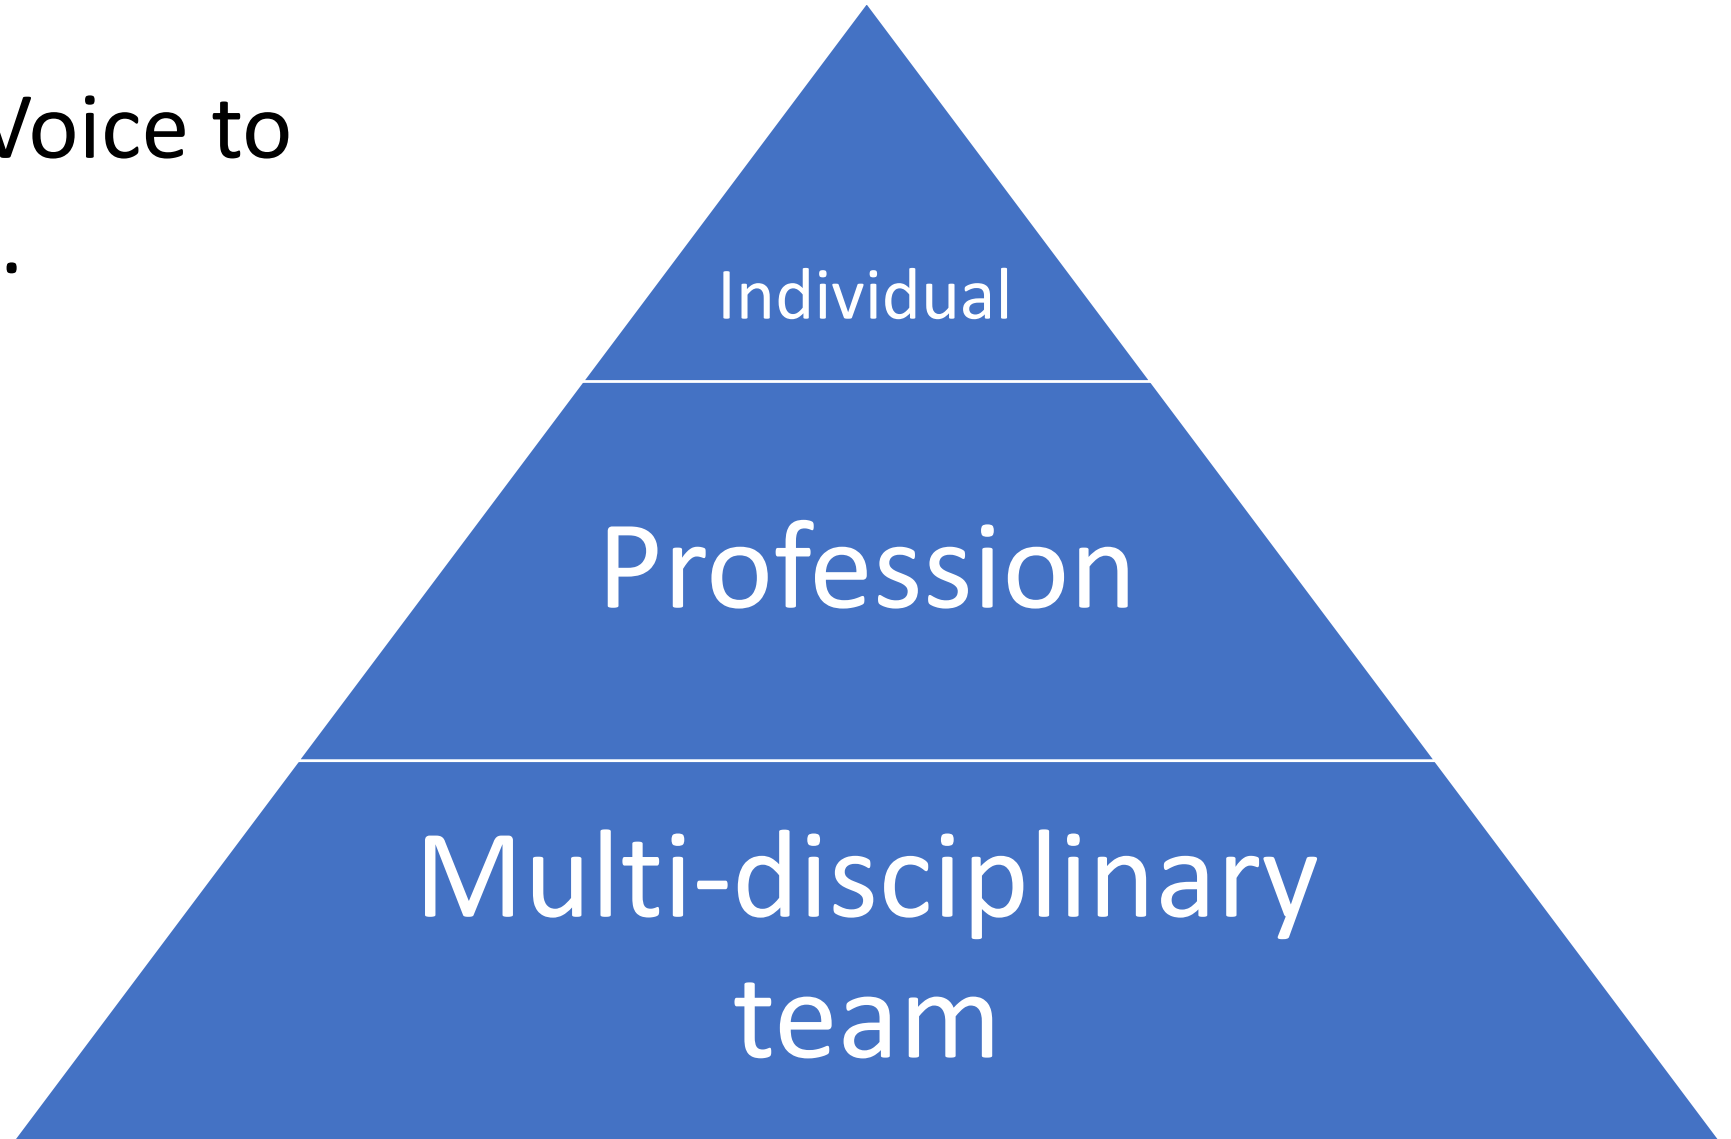 Voice to
.
Individual
Profession
Multi-disciplinary
team